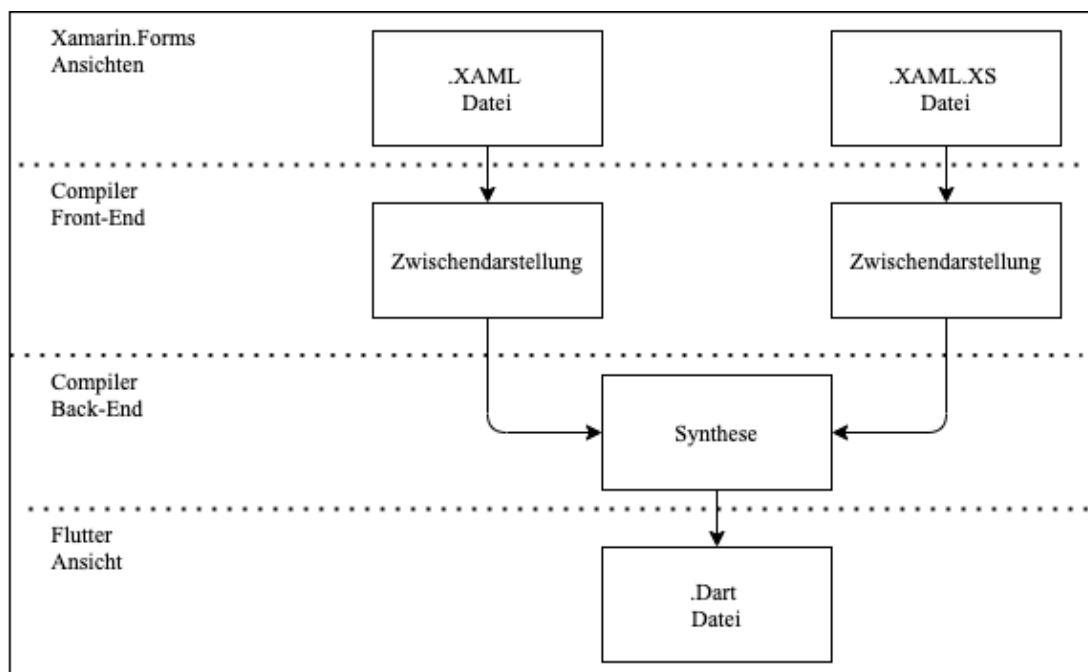 Xamarin.Forms
Ansichten
.XAML
Datei
.XAML.XS
Datei
Compiler
Front-End
Zwischendarstellung
Zwischendarstellung
Compiler
Back-End
Synthese
Flutter
Ansicht
.Dart
Datei